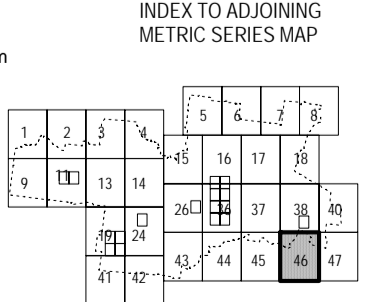 INDEX TO ADJOINING
METRIC SERIES MAP
m
5 6 7 8
1 2 3 4
15 16 17 18
9 11 13 14
26 36 37 38 40
19 24
43 44 45 46 47
41 42